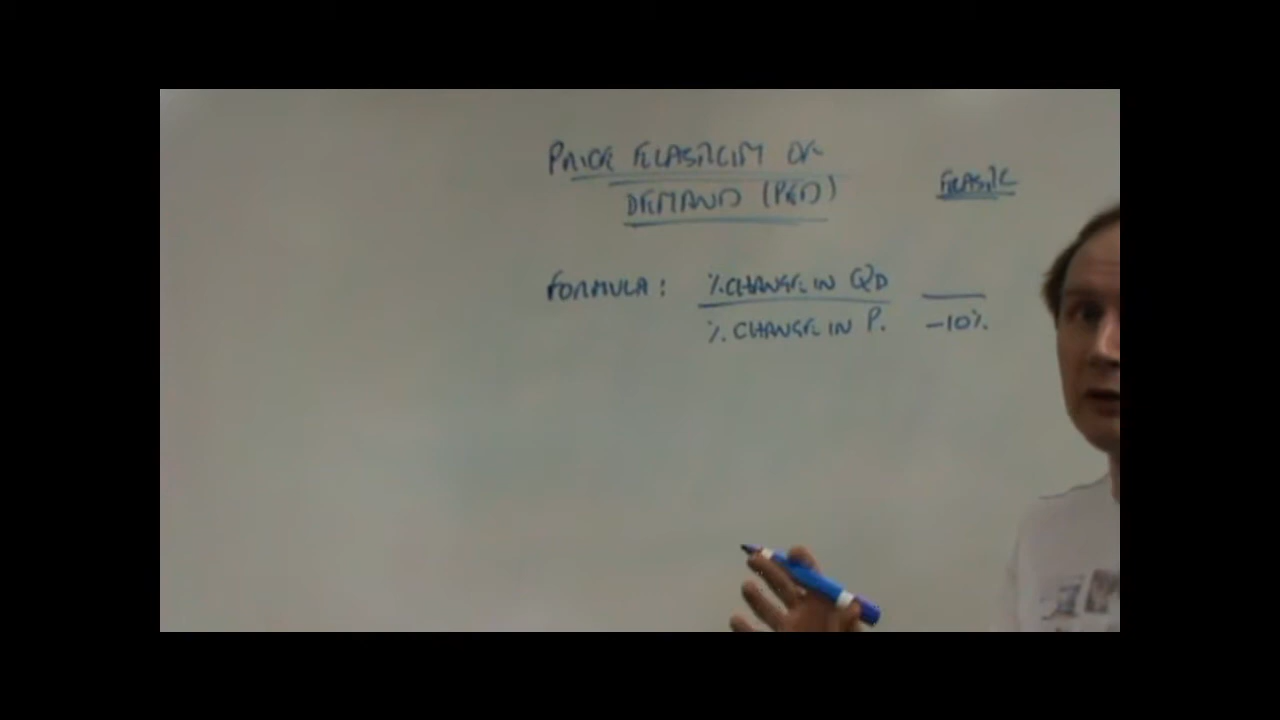 PRICE ELASTICITY OF
DEMAND (PED)
ELASTIC
FORMULA: % CHANGE IN QD
% CHANGE IN P. -10%